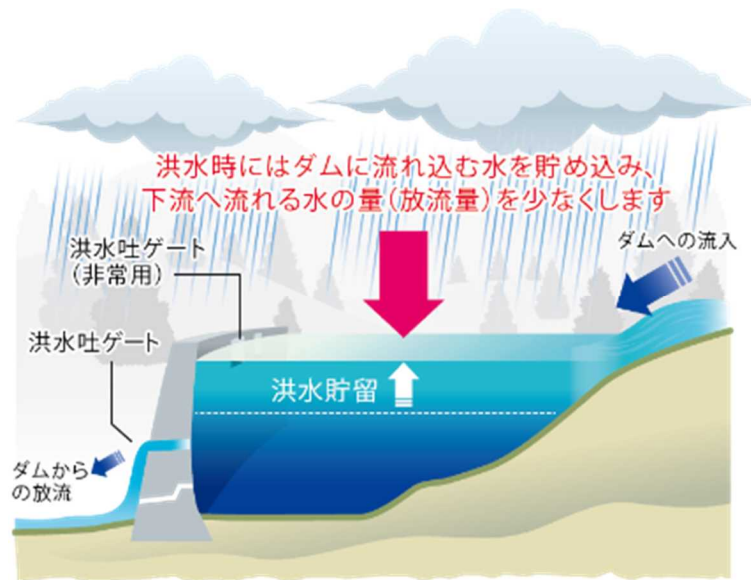 洪水時にはダムに流れ込む水を貯め込み、
下流へ流れる水の量(放流量)を少なくします
洪水吐ゲート
(非常用)
ダムへの流入
洪水吐ゲート
洪水貯留
ダムから
の放流